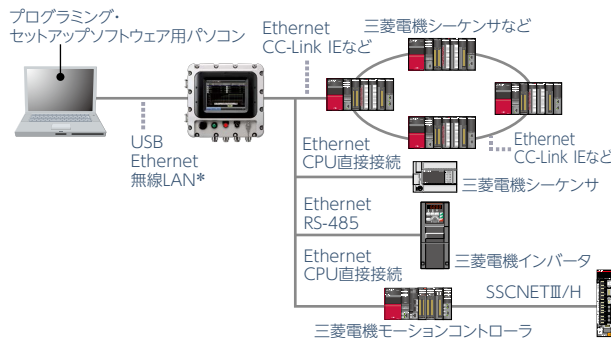 プログラミング・
セットアップソフトウェア用パソコン
Ethernet
CC-Link IEなど
三菱電機シーケンサなど
USB
Ethernet
無線LAN*
Ethernet
CPU直接接続
Ethernet
CC-Link IEなど
三菱電機シーケンサ
Ethernet
RS-485
三菱電機インバータ
Ethernet
CPU直接接続
SSCNETⅢ/H
三菱電機モーションコントローラ